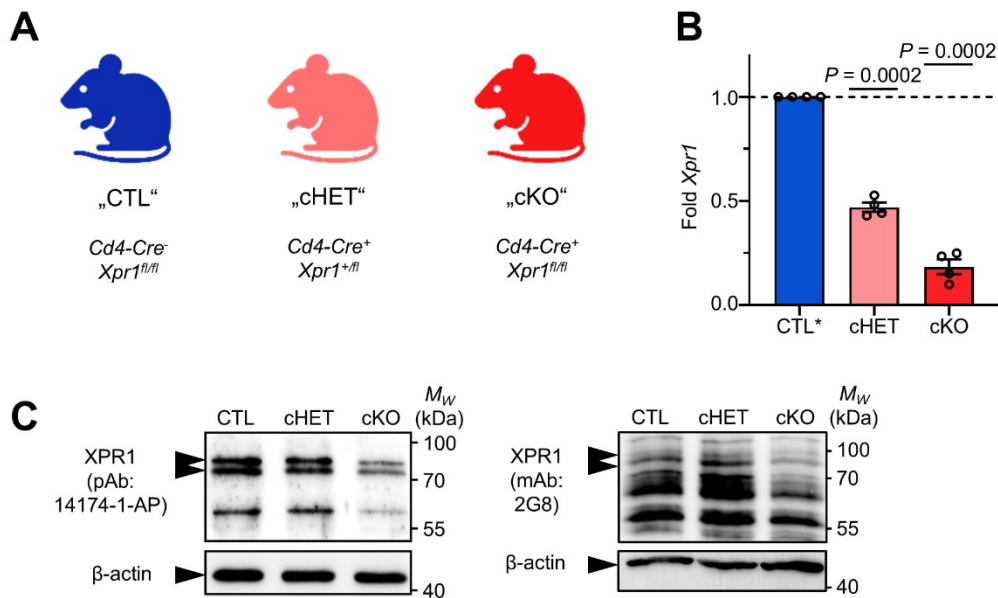 A
„CTL“
Cd4-Cre-
Xpr1fl/fl
„cHET“
Cd4-Cre+
Xpr1+/fl
„cKO“
Cd4-Cre+
Xpr1fl/fl
B
P = 0.0002
P = 0.0002
Fold Xpr1
1.0
0.5
0.0
CTL* cHET cKO
C
CTL cHET cKO MW
(kDa)
XPR1
(pAb:
14174-1-AP)
100
70
55
β-actin
40
CTL cHET cKO MW
(kDa)
XPR1
(mAb:
2G8)
100
70
55
β-actin
40